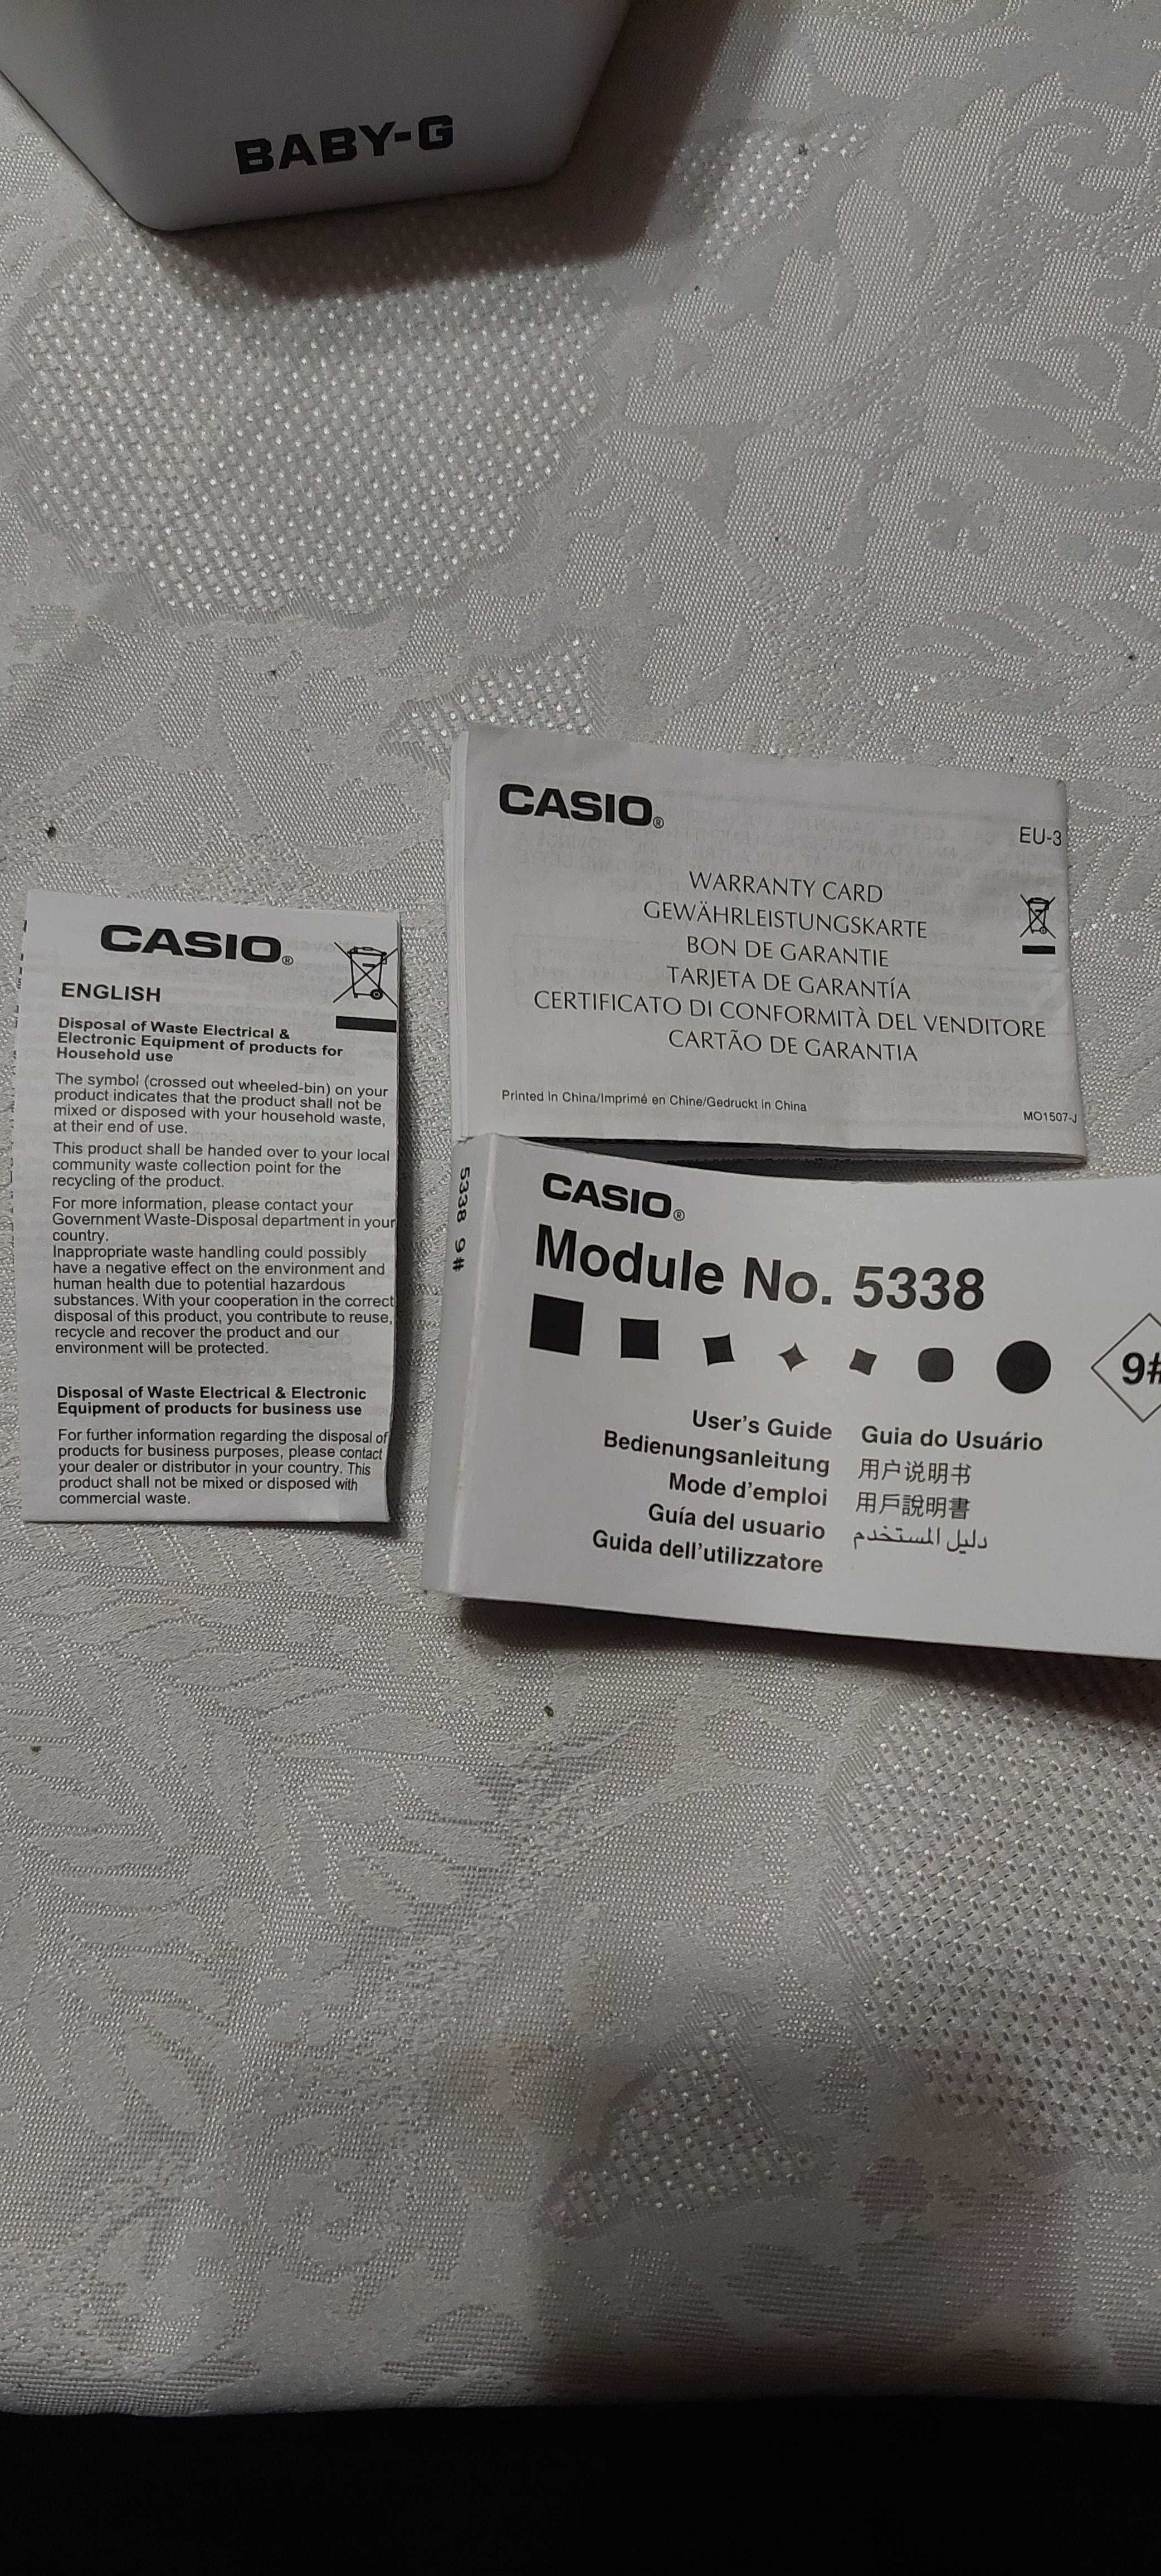 BABY-G
CASIO®
EU-3
WARRANTY CARD
GEWÄHRLEISTUNGSKARTE
BON DE GARANTIE
TARJETA DE GARANTÍA
CERTIFICATO DI CONFORMITÀ DEL VENDITORE
CARTÃO DE GARANTIA
Printed in China/Imprimé en Chine/Gedruckt in China
MO1507-J
CASIO®
ENGLISH
Disposal of Waste Electrical &
Electronic Equipment of products for
Household use
The symbol (crossed out wheeled-bin) on your
product indicates that the product shall not be
mixed or disposed with your household waste,
at their end of use.
This product shall be handed over to your local
community waste collection point for the
recycling of the product.
For more information, please contact your
Government Waste-Disposal department in your
country.
Inappropriate waste handling could possibly
have a negative effect on the environment and
human health due to potential hazardous
substances. With your cooperation in the correct
disposal of this product, you contribute to reuse,
recycle and recover the product and our
environment will be protected.
Disposal of Waste Electrical & Electronic
Equipment of products for business use
For further information regarding the disposal of
products for business purposes, please contact
your dealer or distributor in your country. This
product shall not be mixed or disposed with
commercial waste.
5338 9#
CASIO®
Module No. 5338
9#
User's Guide
Bedienungsanleitung
Mode d'emploi
Guía del usuario
Guida dell'utilizzatore
Guia do Usuário
用户说明书
用戶說明書
دليل المستخدم